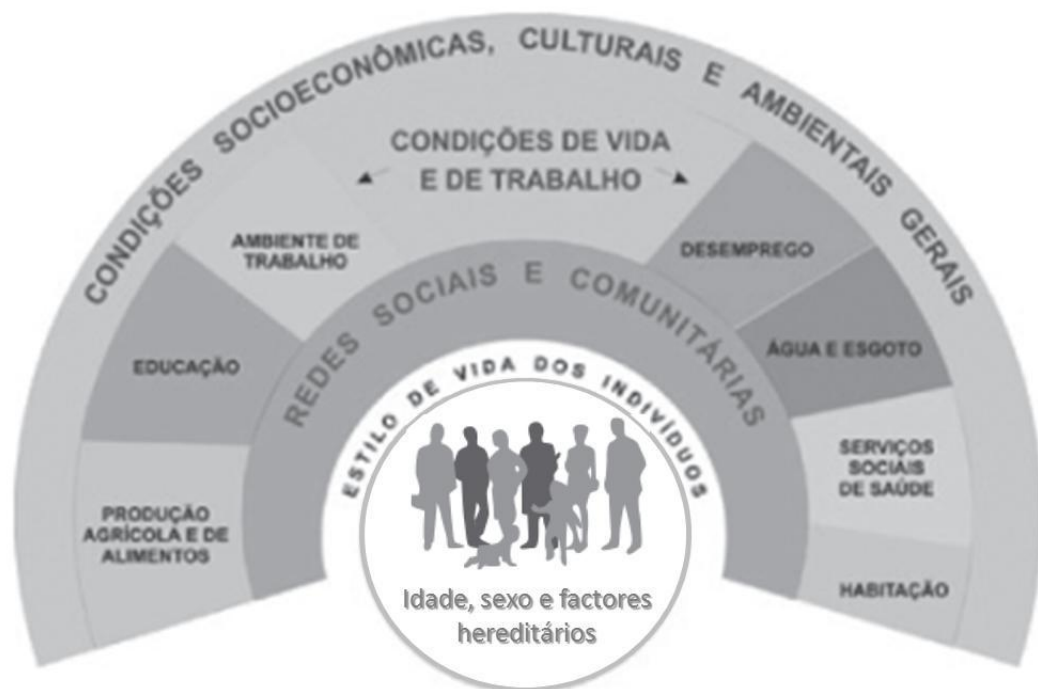 CONDIÇÕES SOCIOECONÔMICAS, CULTURAIS E AMBIENTAIS GERAIS
CONDIÇÕES DE VIDA
E DE TRABALHO
AMBIENTE DE
TRABALHO
DESEMPREGO
EDUCAÇÃO
ÁGUA E ESGOTO
PRODUÇÃO
AGRÍCOLA E DE
ALIMENTOS
SERVIÇOS
SOCIAIS
DE SAÚDE
HABITAÇÃO
REDES SOCIAIS E COMUNITÁRIAS
ESTILO DE VIDA DOS INDIVÍDUOS
Idade, sexo e factores
hereditários